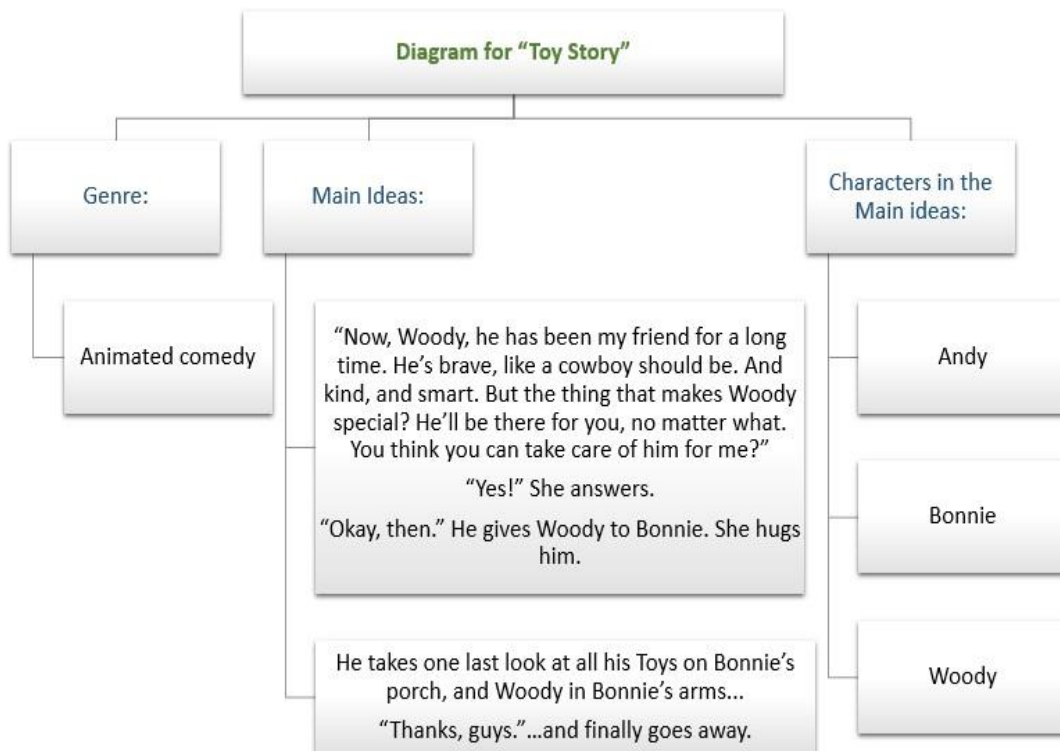 Diagram for “Toy Story”
Genre:
Animated comedy
Main Ideas:
“Now, Woody, he has been my friend for a long
time. He’s brave, like a cowboy should be. And
kind, and smart. But the thing that makes Woody
special? He’ll be there for you, no matter what.
You think you can take care of him for me?”
“Yes!” She answers.
“Okay, then.” He gives Woody to Bonnie. She hugs
him.
He takes one last look at all his Toys on Bonnie’s
porch, and Woody in Bonnie’s arms...
“Thanks, guys.”...and finally goes away.
Characters in the
Main ideas:
Andy
Bonnie
Woody